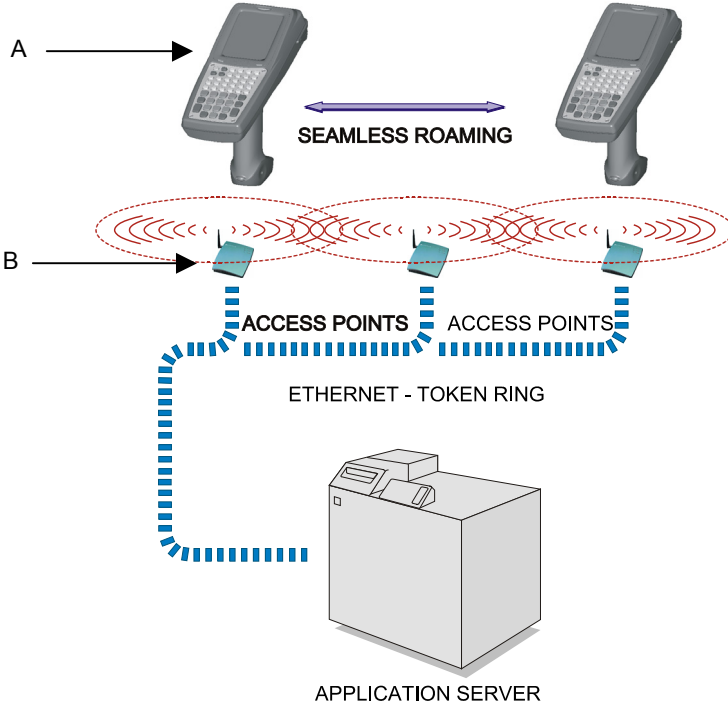 A
SEAMLESS ROAMING
B
ACCESS POINTS
ACCESS POINTS
ETHERNET - TOKEN RING
APPLICATION SERVER